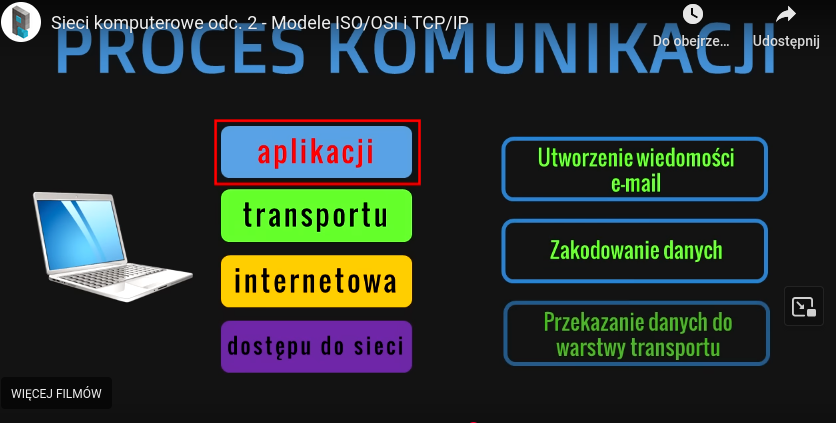 Sieci komputerowe odc. 2 - Modele ISO/OSI i TCP/IP
Do obejrze...
Udostępnij
PROCES KOMUNIKACJI
aplikacji
transportu
internetowa
dostępu do sieci
Utworzenie wiedomości
e-mail
Zakodowanie danych
Przekazanie danych do
warstwy transportu
WIĘCEJ FILMÓW